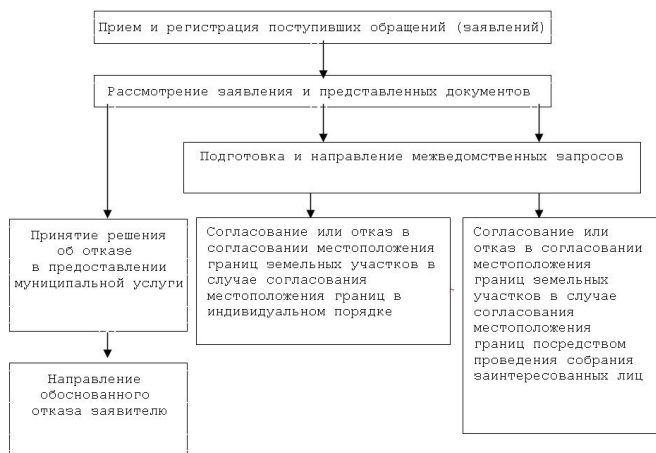 Прием и регистрация поступивших обращений (заявлений)
Рассмотрение заявления и представленных документов
Подготовка и направление межведомственных запросов
Принятие решения
об отказе
в предоставлении
муниципальной услуги
Согласование или отказ в
согласовании местоположения
границ земельных участков в
случае согласования
местоположения границ в
индивидуальном порядке
Согласование или
отказ в согласовании
местоположения
границ земельных
участков в случае
согласования
местоположения
границ посредством
проведения собрания
заинтересованных лиц
Направление
обоснованного
отказа заявителю